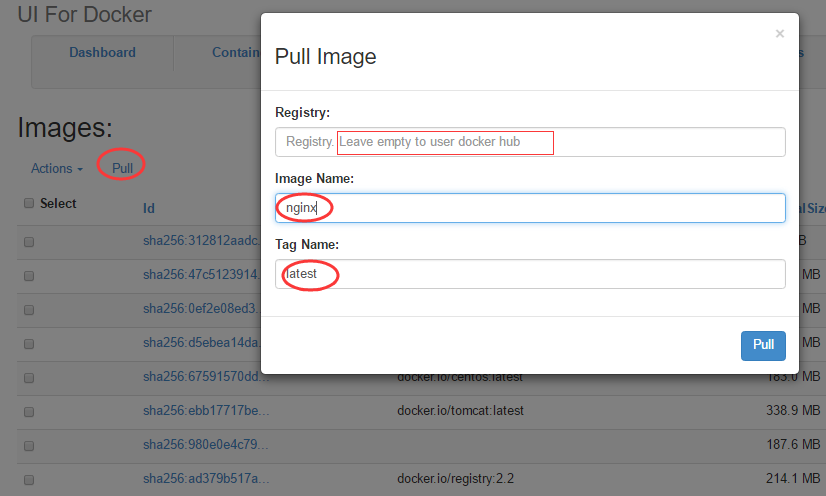 UI For Docker
Dashboard
Contain
s
Pull Image
×
Registry:
Registry. Leave empty to user docker hub
Image Name:
nginx
Tag Name:
latest
Pull
Images:
Actions
Pull
Select
Id
alSize
sha256:312812aadc...
B
sha256:47c5123914...
MB
sha256:0ef2e08ed3...
MB
sha256:d5ebea14da...
MB
sha256:67591570dd... docker.io/centos:latest 183.0 MB
sha256:ebb17717be... docker.io/tomcat:latest 338.9 MB
sha256:980e0e4c79... 187.6 MB
sha256:ad379b517a... docker.io/registry:2.2 214.1 MB